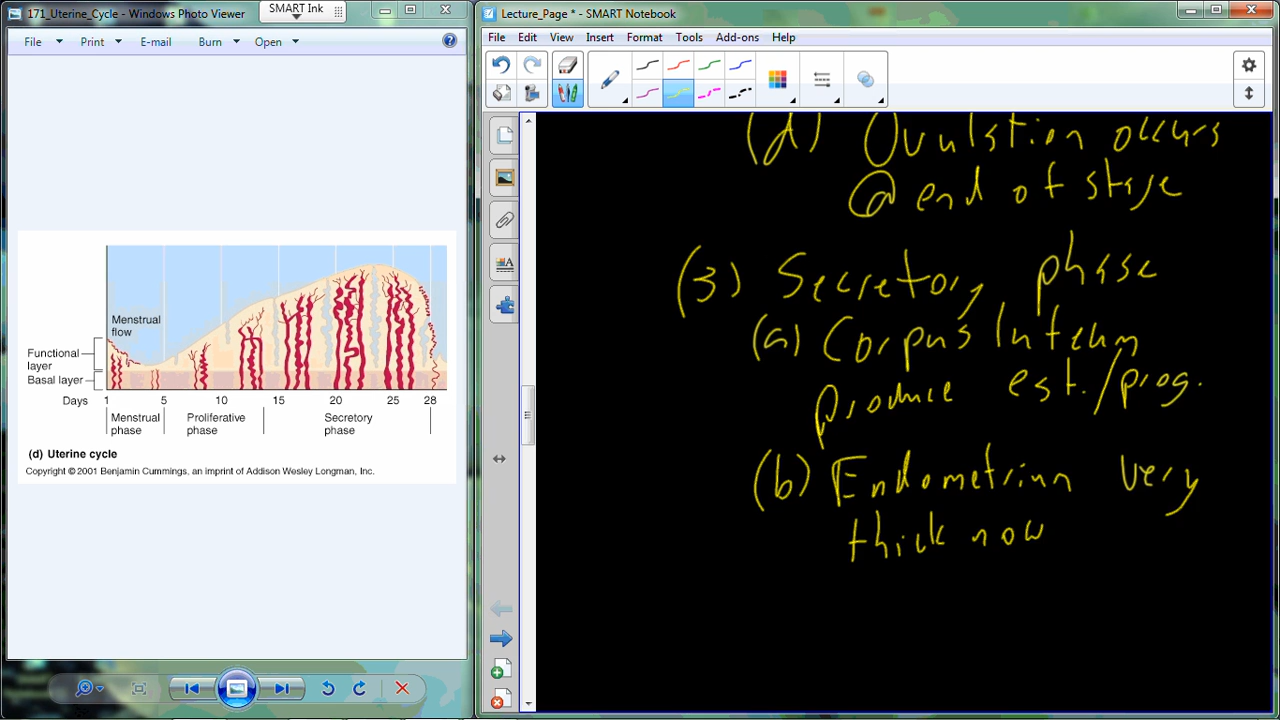 171_Uterine_Cycle - Windows Photo Viewer
SMART Ink
File Print E-mail Burn Open
Menstrual
flow
Functional
layer
Basal layer
Days 1 5 10 15 20 25 28
Menstrual
phase
Proliferative
phase
Secretory
phase
(d) Uterine cycle
Copyright © 2001 Benjamin Cummings, an imprint of Addison Wesley Longman, Inc.
Lecture_Page * - SMART Notebook
File Edit View Insert Format Tools Add-ons Help
(d) Ovulation occurs
@ end of stage
(3) Secretory phase
(a) Corpus luteum
produce est./prog.
(b) Endometrium very
thick now